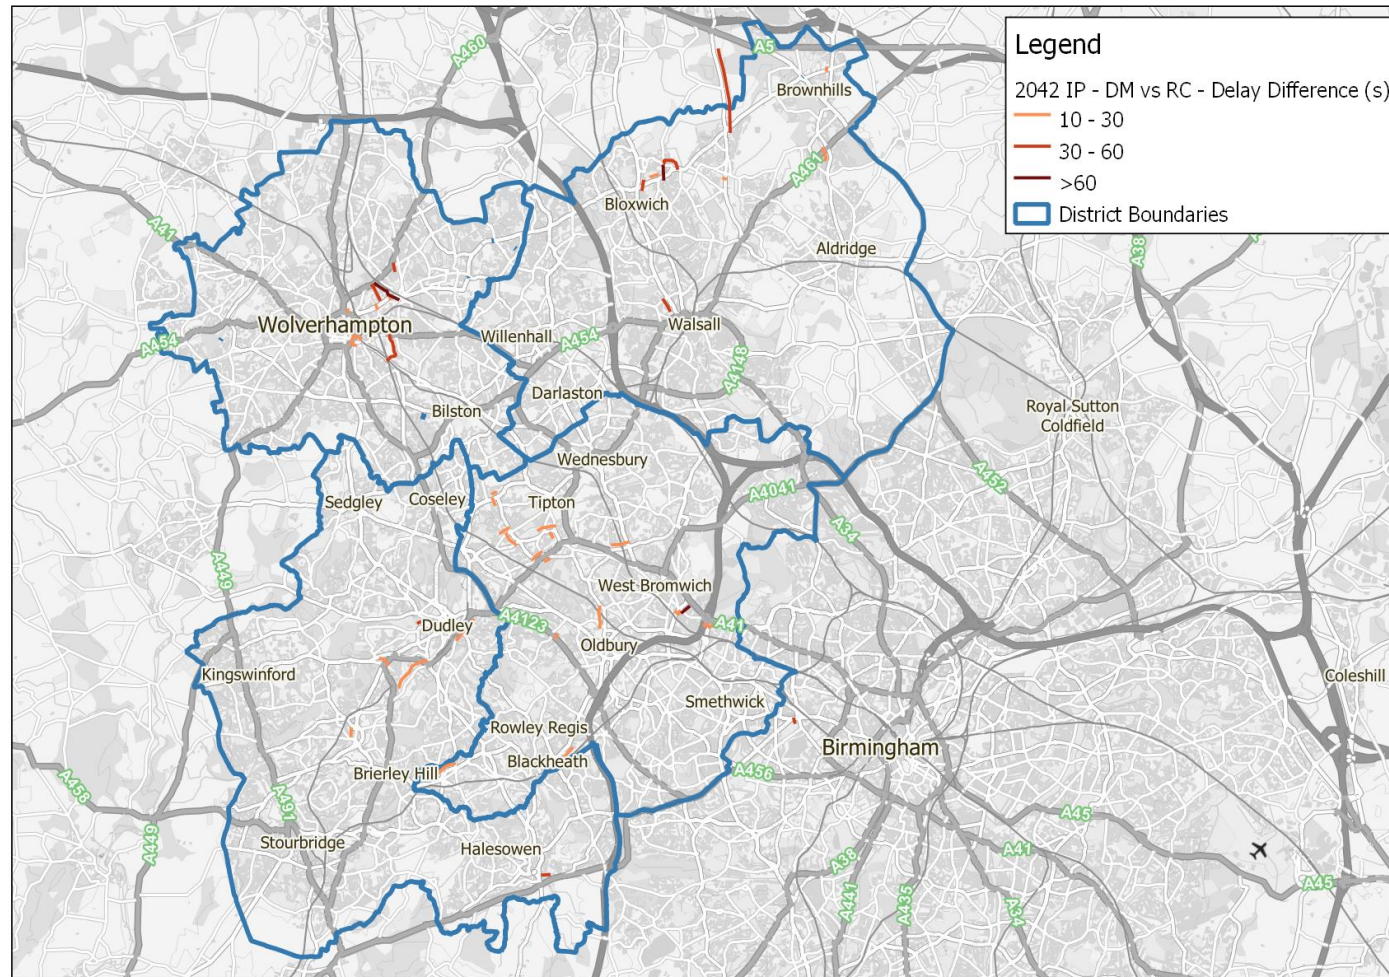 Legend
2042 IP - DM vs RC - Delay Difference (s)
10 - 30
30 - 60
>60
District Boundaries
A460
A5
Brownhills
A461
A41
Bloxwich
Aldridge
A38
Wolverhampton
Willenhall
A454
Walsall
A454
A4148
Darlaston
Bilston
Royal Sutton
Coldfield
Wednesbury
A4041
A452
Sedgley
Coseley
Tipton
A34
A449
West Bromwich
Dudley
A4123
A41
Oldbury
Kingswinford
Coleshill
Smethwick
Rowley Regis
Birmingham
Blackheath
Brierley Hill
A456
A458
A491
A449
Stourbridge
Halesowen
A45
A38
A41
A441
A435
A34
A45